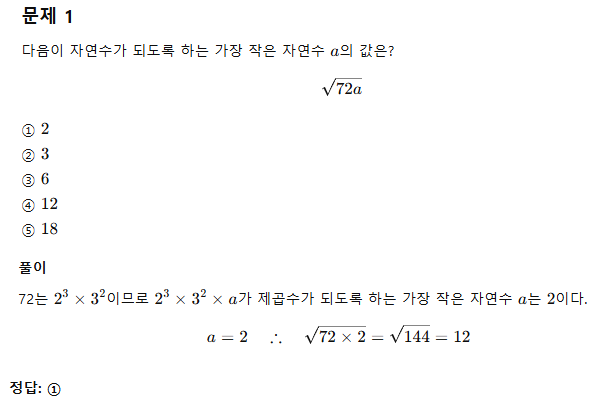 문제 1
다음이 자연수가 되도록 하는 가장 작은 자연수 a의 값은?
√72a
① 2
② 3
③ 6
④ 12
⑤ 18
풀이
72는 2³ × 3²이므로 2³ × 3² × a가 제곱수가 되도록 하는 가장 작은 자연수 a는 2이다.
a = 2 ∴ √72 × 2 = √144 = 12
정답: ①